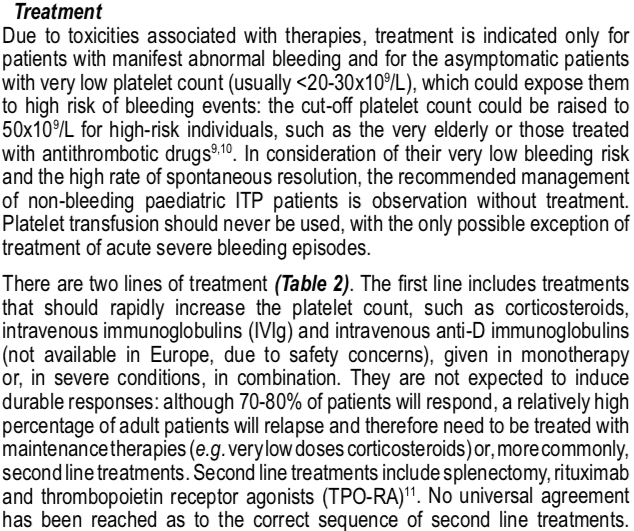 Treatment
Due to toxicities associated with therapies, treatment is indicated only for
patients with manifest abnormal bleeding and for the asymptomatic patients
with very low platelet count (usually <20-30x10⁹/L), which could expose them
to high risk of bleeding events: the cut-off platelet count could be raised to
50x10⁹/L for high-risk individuals, such as the very elderly or those treated
with antithrombotic drugs⁹,¹⁰. In consideration of their very low bleeding risk
and the high rate of spontaneous resolution, the recommended management
of non-bleeding paediatric ITP patients is observation without treatment.
Platelet transfusion should never be used, with the only possible exception of
treatment of acute severe bleeding episodes.
There are two lines of treatment (Table 2). The first line includes treatments
that should rapidly increase the platelet count, such as corticosteroids,
intravenous immunoglobulins (IVIg) and intravenous anti-D immunoglobulins
(not available in Europe, due to safety concerns), given in monotherapy
or, in severe conditions, in combination. They are not expected to induce
durable responses: although 70-80% of patients will respond, a relatively high
percentage of adult patients will relapse and therefore need to be treated with
maintenance therapies (e.g. very low doses corticosteroids) or, more commonly,
second line treatments. Second line treatments include splenectomy, rituximab
and thrombopoietin receptor agonists (TPO-RA)¹¹. No universal agreement
has been reached as to the correct sequence of second line treatments.